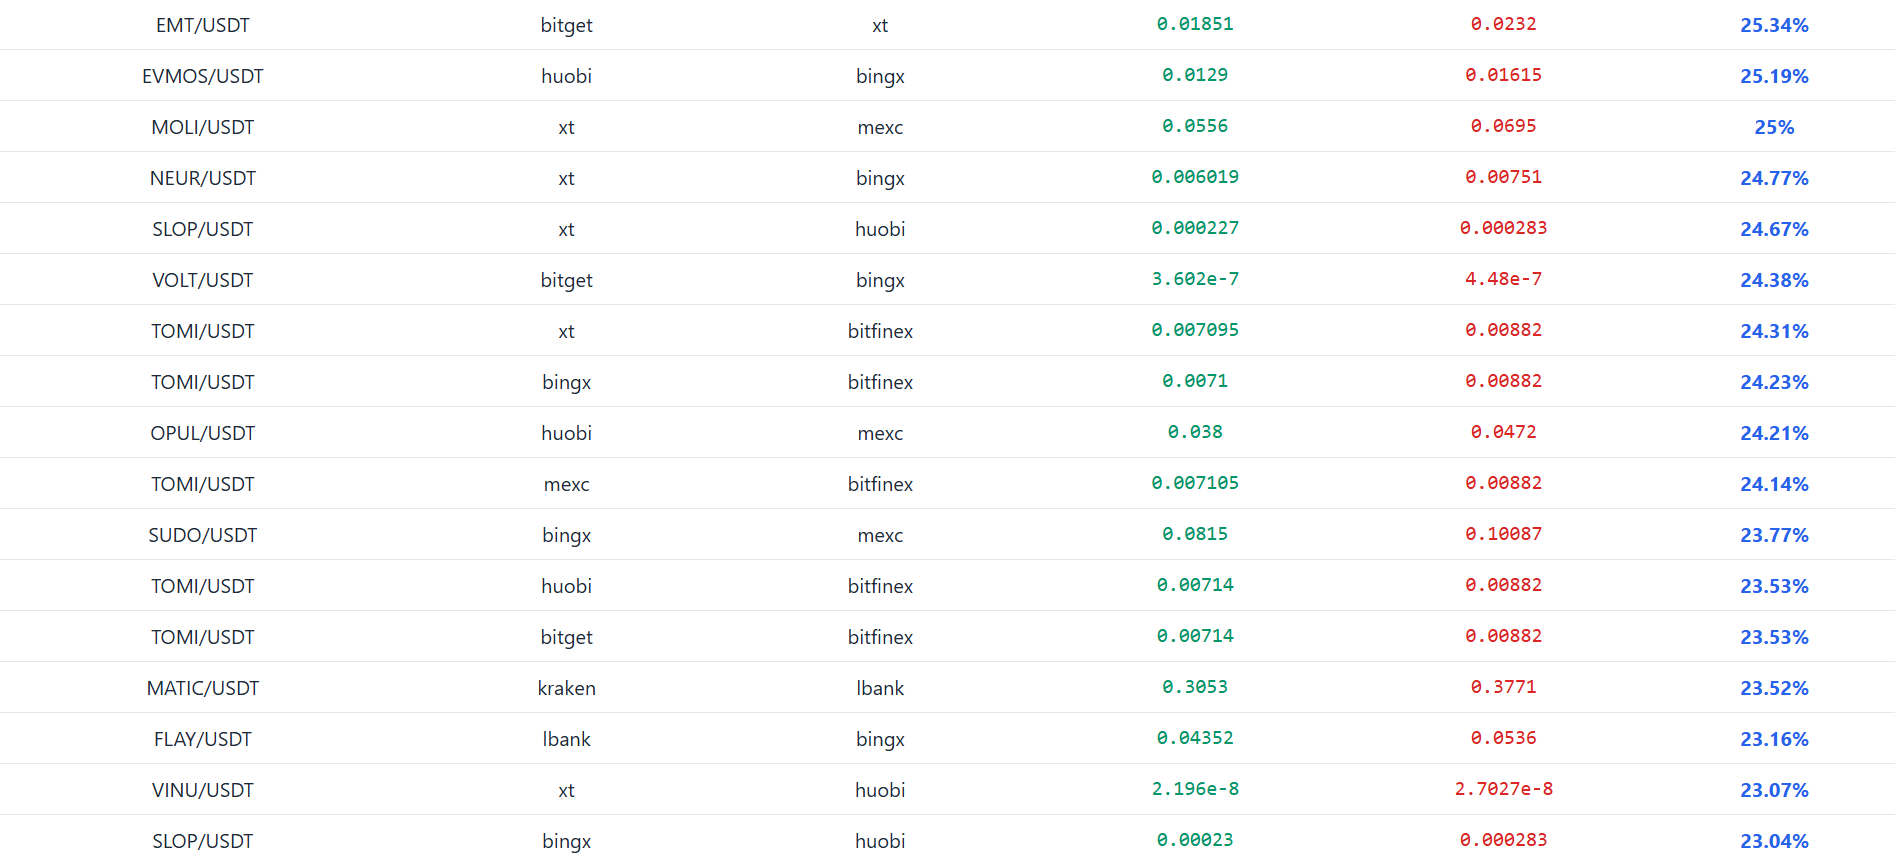 EMT/USDT bitget xt 0.01851 0.0232 25.34%
EVMOS/USDT huobi bingx 0.0129 0.01615 25.19%
MOLI/USDT xt mexc 0.0556 0.0695 25%
NEUR/USDT xt bingx 0.006019 0.00751 24.77%
SLOP/USDT xt huobi 0.000227 0.000283 24.67%
VOLT/USDT bitget bingx 3.602e-7 4.48e-7 24.38%
TOMI/USDT xt bitfinex 0.007095 0.00882 24.31%
TOMI/USDT bingx bitfinex 0.0071 0.00882 24.23%
OPUL/USDT huobi mexc 0.038 0.0472 24.21%
TOMI/USDT mexc bitfinex 0.007105 0.00882 24.14%
SUDO/USDT bingx mexc 0.0815 0.10087 23.77%
TOMI/USDT huobi bitfinex 0.00714 0.00882 23.53%
TOMI/USDT bitget bitfinex 0.00714 0.00882 23.53%
MATIC/USDT kraken lbank 0.3053 0.3771 23.52%
FLAY/USDT lbank bingx 0.04352 0.0536 23.16%
VINU/USDT xt huobi 2.196e-8 2.7027e-8 23.07%
SLOP/USDT bingx huobi 0.00023 0.000283 23.04%